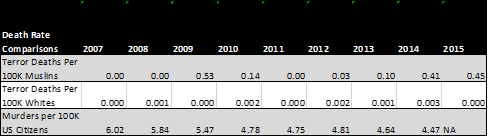 Death Rate
Comparisons 2007 2008 2009 2010 2011 2012 2013 2014 2015
Terror Deaths Per
100K Muslins 0.00 0.00 0.53 0.14 0.00 0.03 0.10 0.41 0.45
Terror Deaths Per
100K Whites 0.000 0.001 0.000 0.002 0.000 0.002 0.001 0.003 0.000
Murders per 100K
US Citizens 6.02 5.84 5.47 4.78 4.75 4.81 4.64 4.47 NA